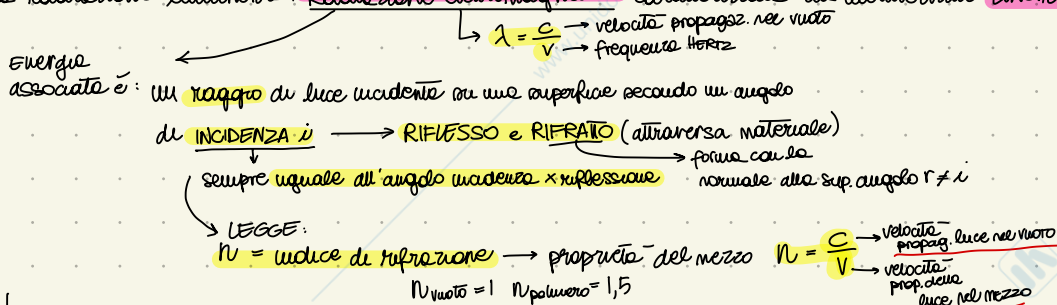 λ = c/ν → velocità propagaz. nel vuoto
→ frequenza HERTZ
Energia
associata è:
un raggio di luce incidente su una superficie secondo un angolo
di INCIDENZA i → RIFLESSO e RIFRATTO (attraversa materiale)
→ forma con la
sempre uguale all'angolo incidenza x riflessione
normale alla sup. angolo r ≠ i
LEGGE:
n = indice di rifrazione → proprietà del mezzo
n = c/v → velocità
propag. luce nel vuoto
→ velocità
prop. della
luce nel mezzo
n vuoto = 1 n polimero = 1,5